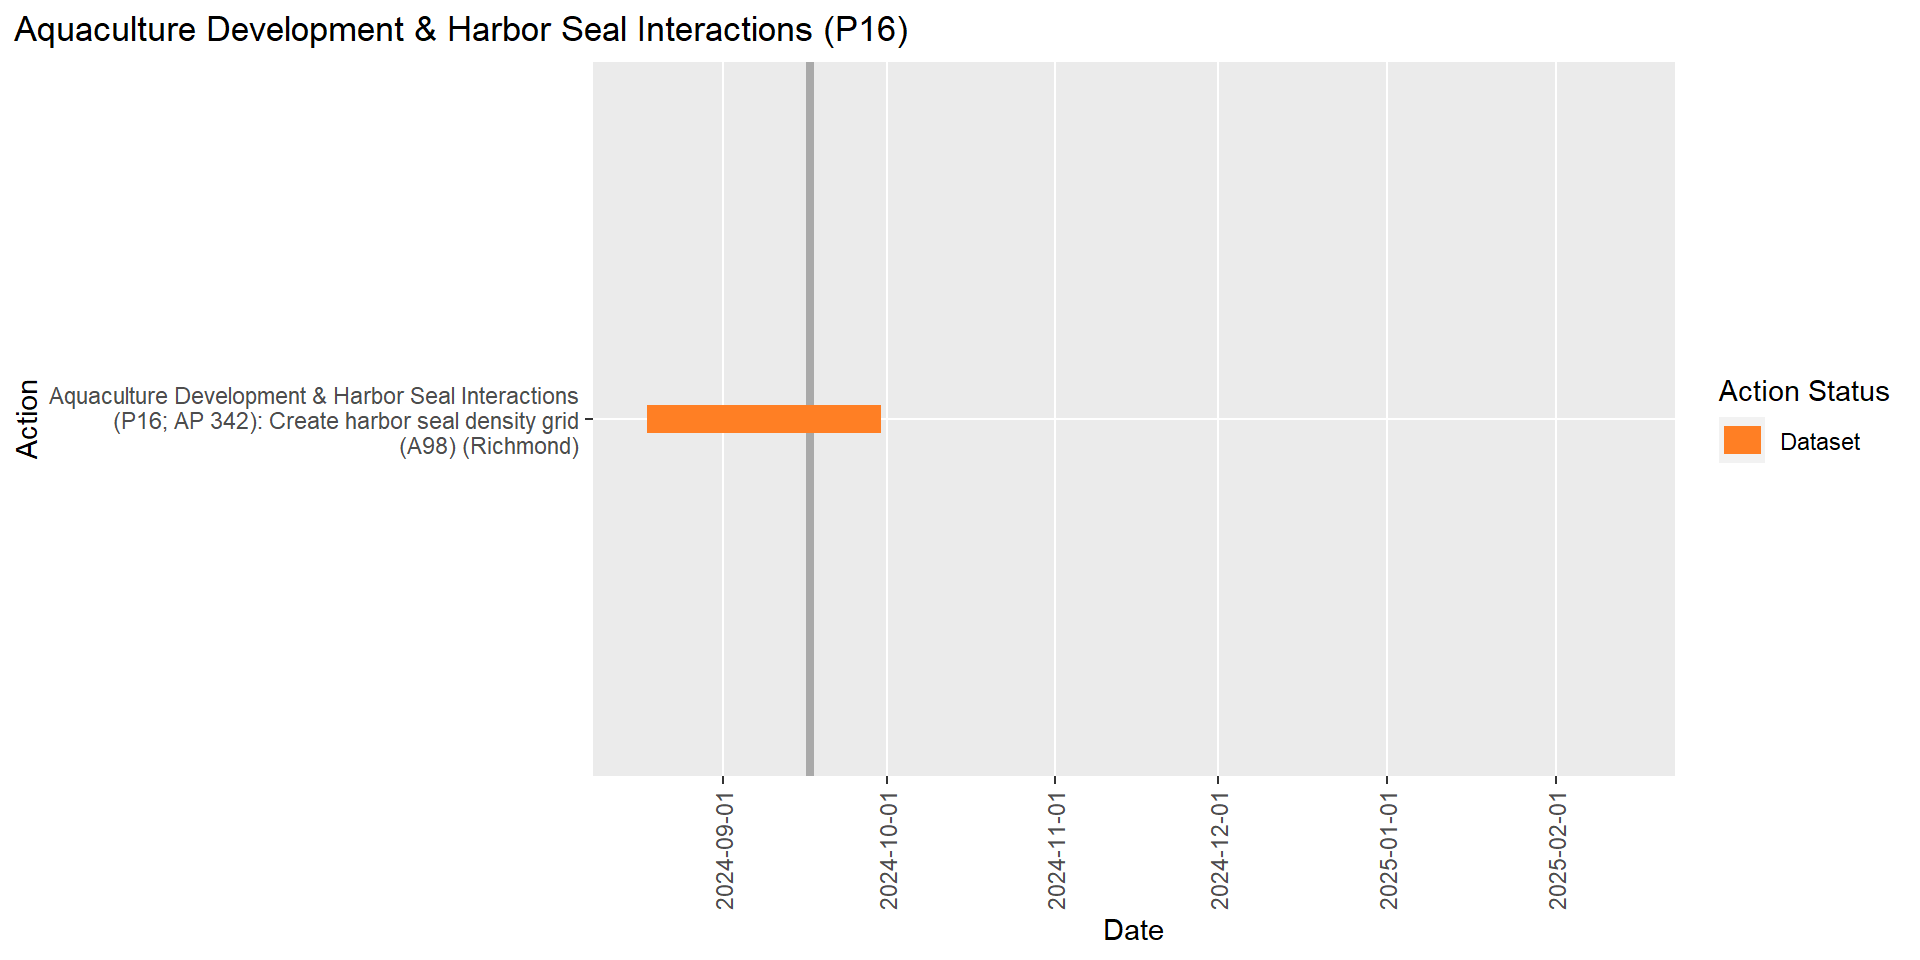 Aquaculture Development & Harbor Seal Interactions (P16)
Action
Aquaculture Development & Harbor Seal Interactions
(P16; AP 342): Create harbor seal density grid
(A98) (Richmond)
Action Status
Dataset
2024-09-01
2024-10-01
2024-11-01
2024-12-01
2025-01-01
2025-02-01
Date